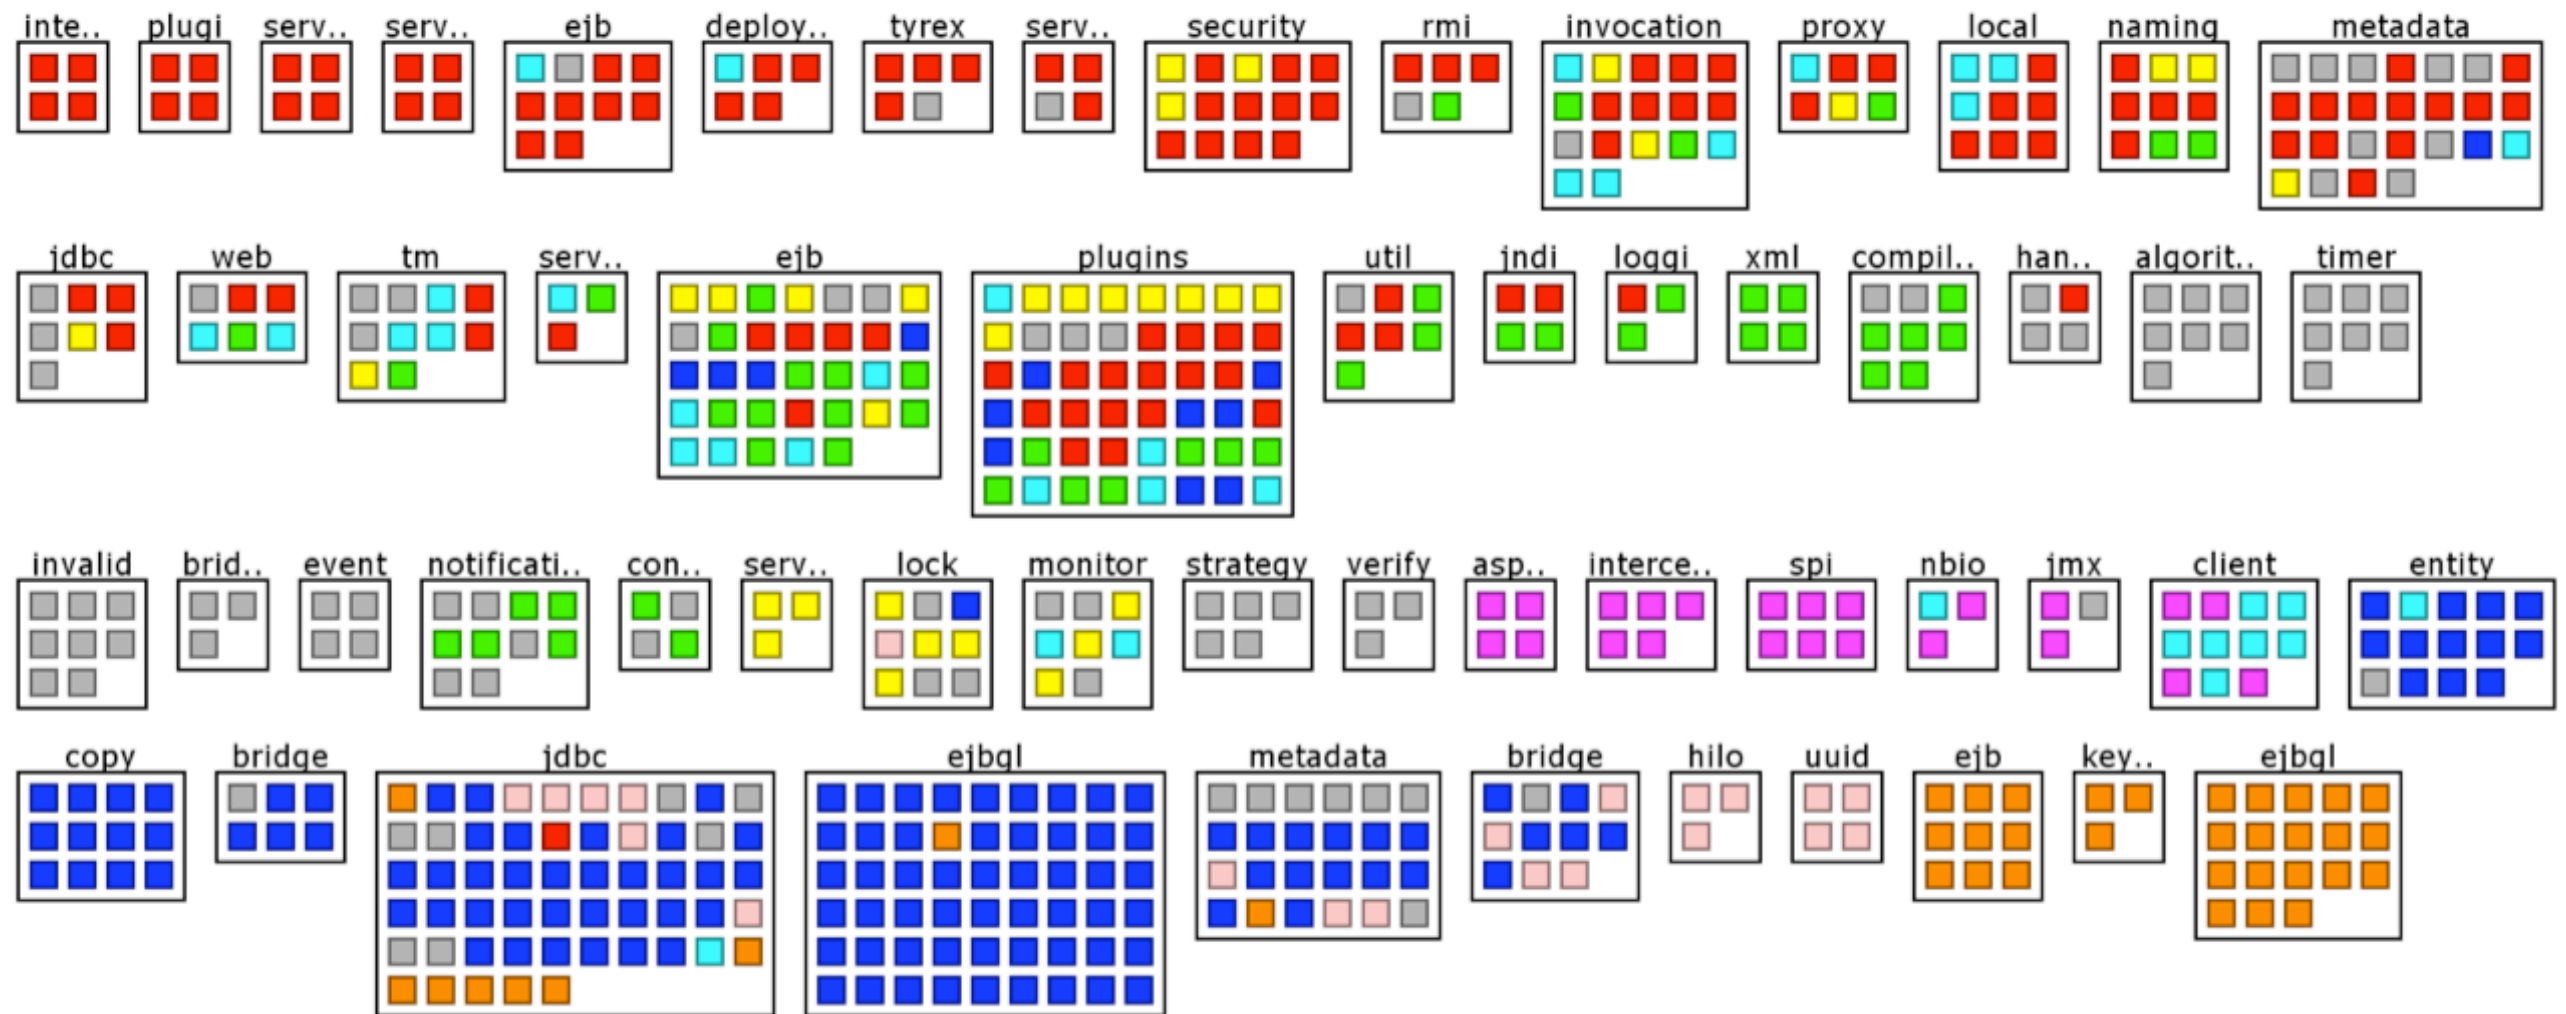 inte.. plugi serv.. serv.. ejb deploy.. tyrex serv.. security rmi invocation proxy local naming metadata
jdbc web tm serv.. ejb plugins util jndi loggi xml compil.. han.. algorit.. timer
invalid brid.. event notificati.. con.. serv.. lock monitor strategy verify asp.. interce.. spi nbio jmx client entity
copy bridge jdbc ejbql metadata bridge hilo uuid ejb key.. ejbql